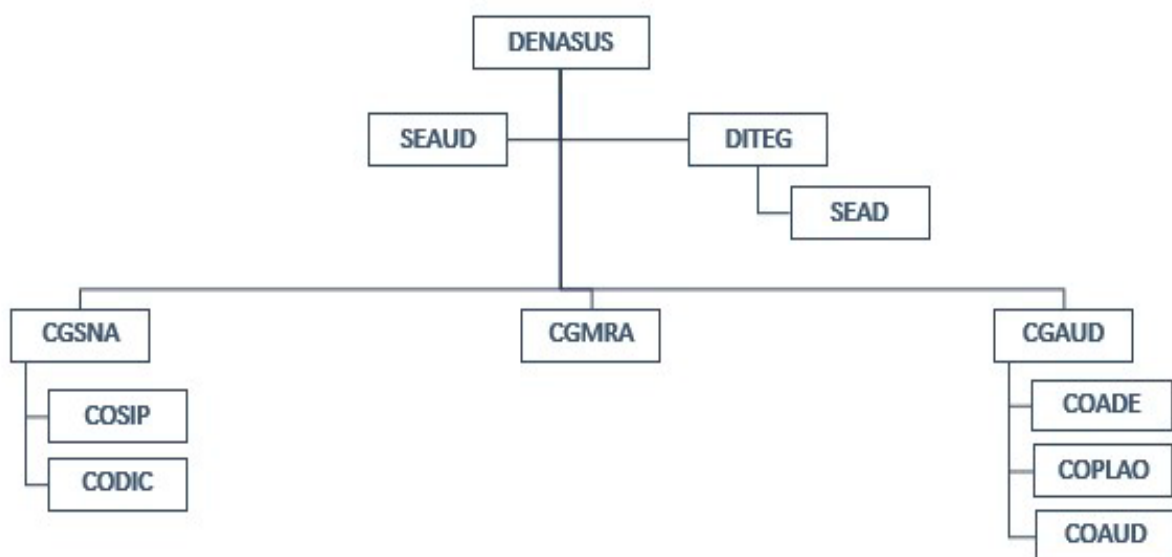 DENASUS
SEAUD
DITEG
SEAD
CGSNA
CGMRA
CGAUD
COSIP
CODIC
COADE
COPLAO
COAUD